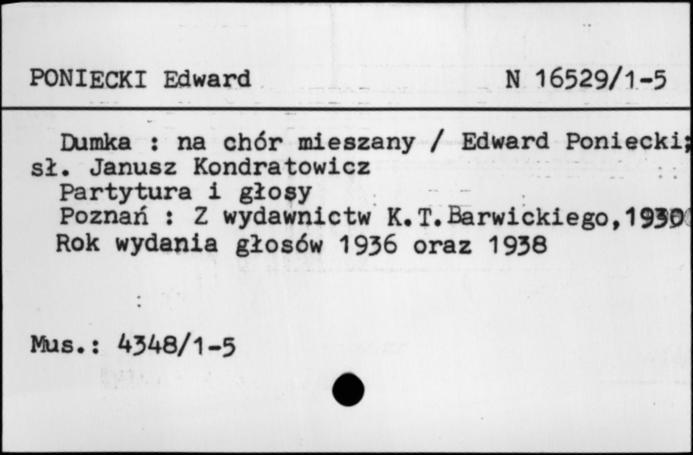 PONIECKI Edward N 16529/1-5
Dumka : na chór mieszany / Edward Poniecki;
sł. Janusz Kondratowicz
Partytura i głosy
Poznań : Z wydawnictw K.T.Barwickiego,1930
Rok wydania głosów 1936 oraz 1938
Mus.: 4348/1-5